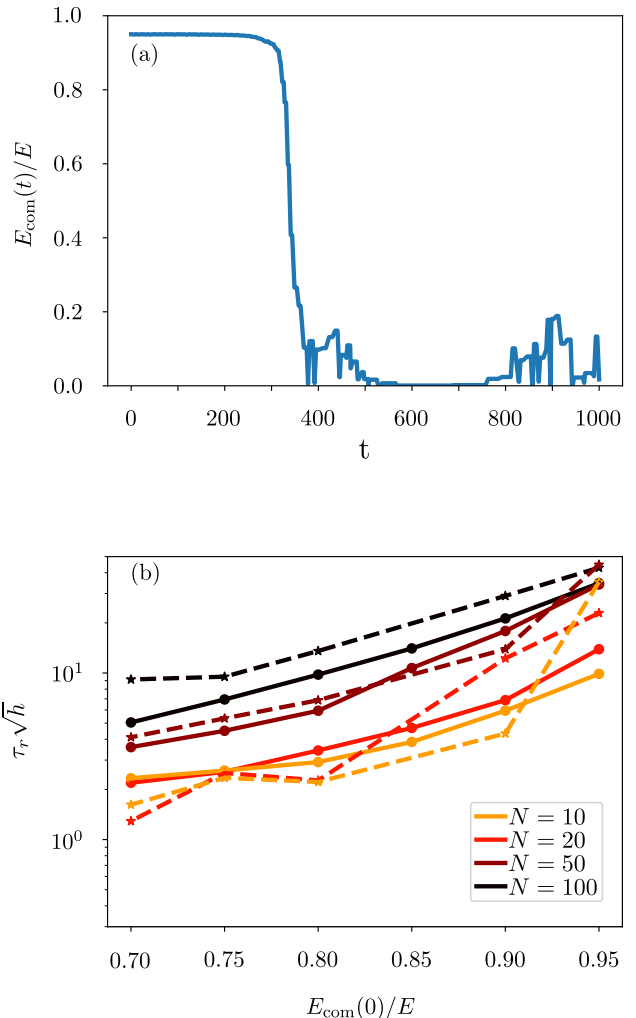 1.0
(a)
0.8
0.6
0.4
0.2
0.0
E_com(t)/E
0 200 400 600 800 1000
t
(b)
10^1
10^0
τ_r√h
N = 10
N = 20
N = 50
N = 100
0.70 0.75 0.80 0.85 0.90 0.95
E_com(0)/E